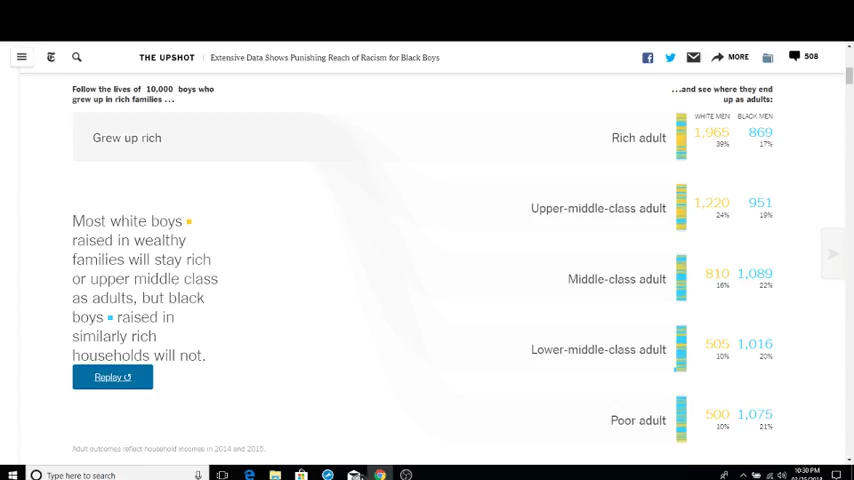 THE UPSHOT | Extensive Data Shows Punishing Reach of Racism for Black Boys
MORE
508
Follow the lives of 10,000 boys who
grew up in rich families ...
...and see where they end
up as adults:
WHITE MEN BLACK MEN
Grew up rich
Rich adult 1,965 869
39% 17%
Upper-middle-class adult 1,220 951
24% 19%
Most white boys
raised in wealthy
families will stay rich
or upper middle class
as adults, but black
boys raised in
similarly rich
households will not.
Middle-class adult 810 1,089
16% 22%
Lower-middle-class adult 505 1,016
10% 20%
Replay
Poor adult 500 1,075
10% 21%
Adult outcomes reflect household incomes in 2014 and 2015.
Type here to search
10:30 PM